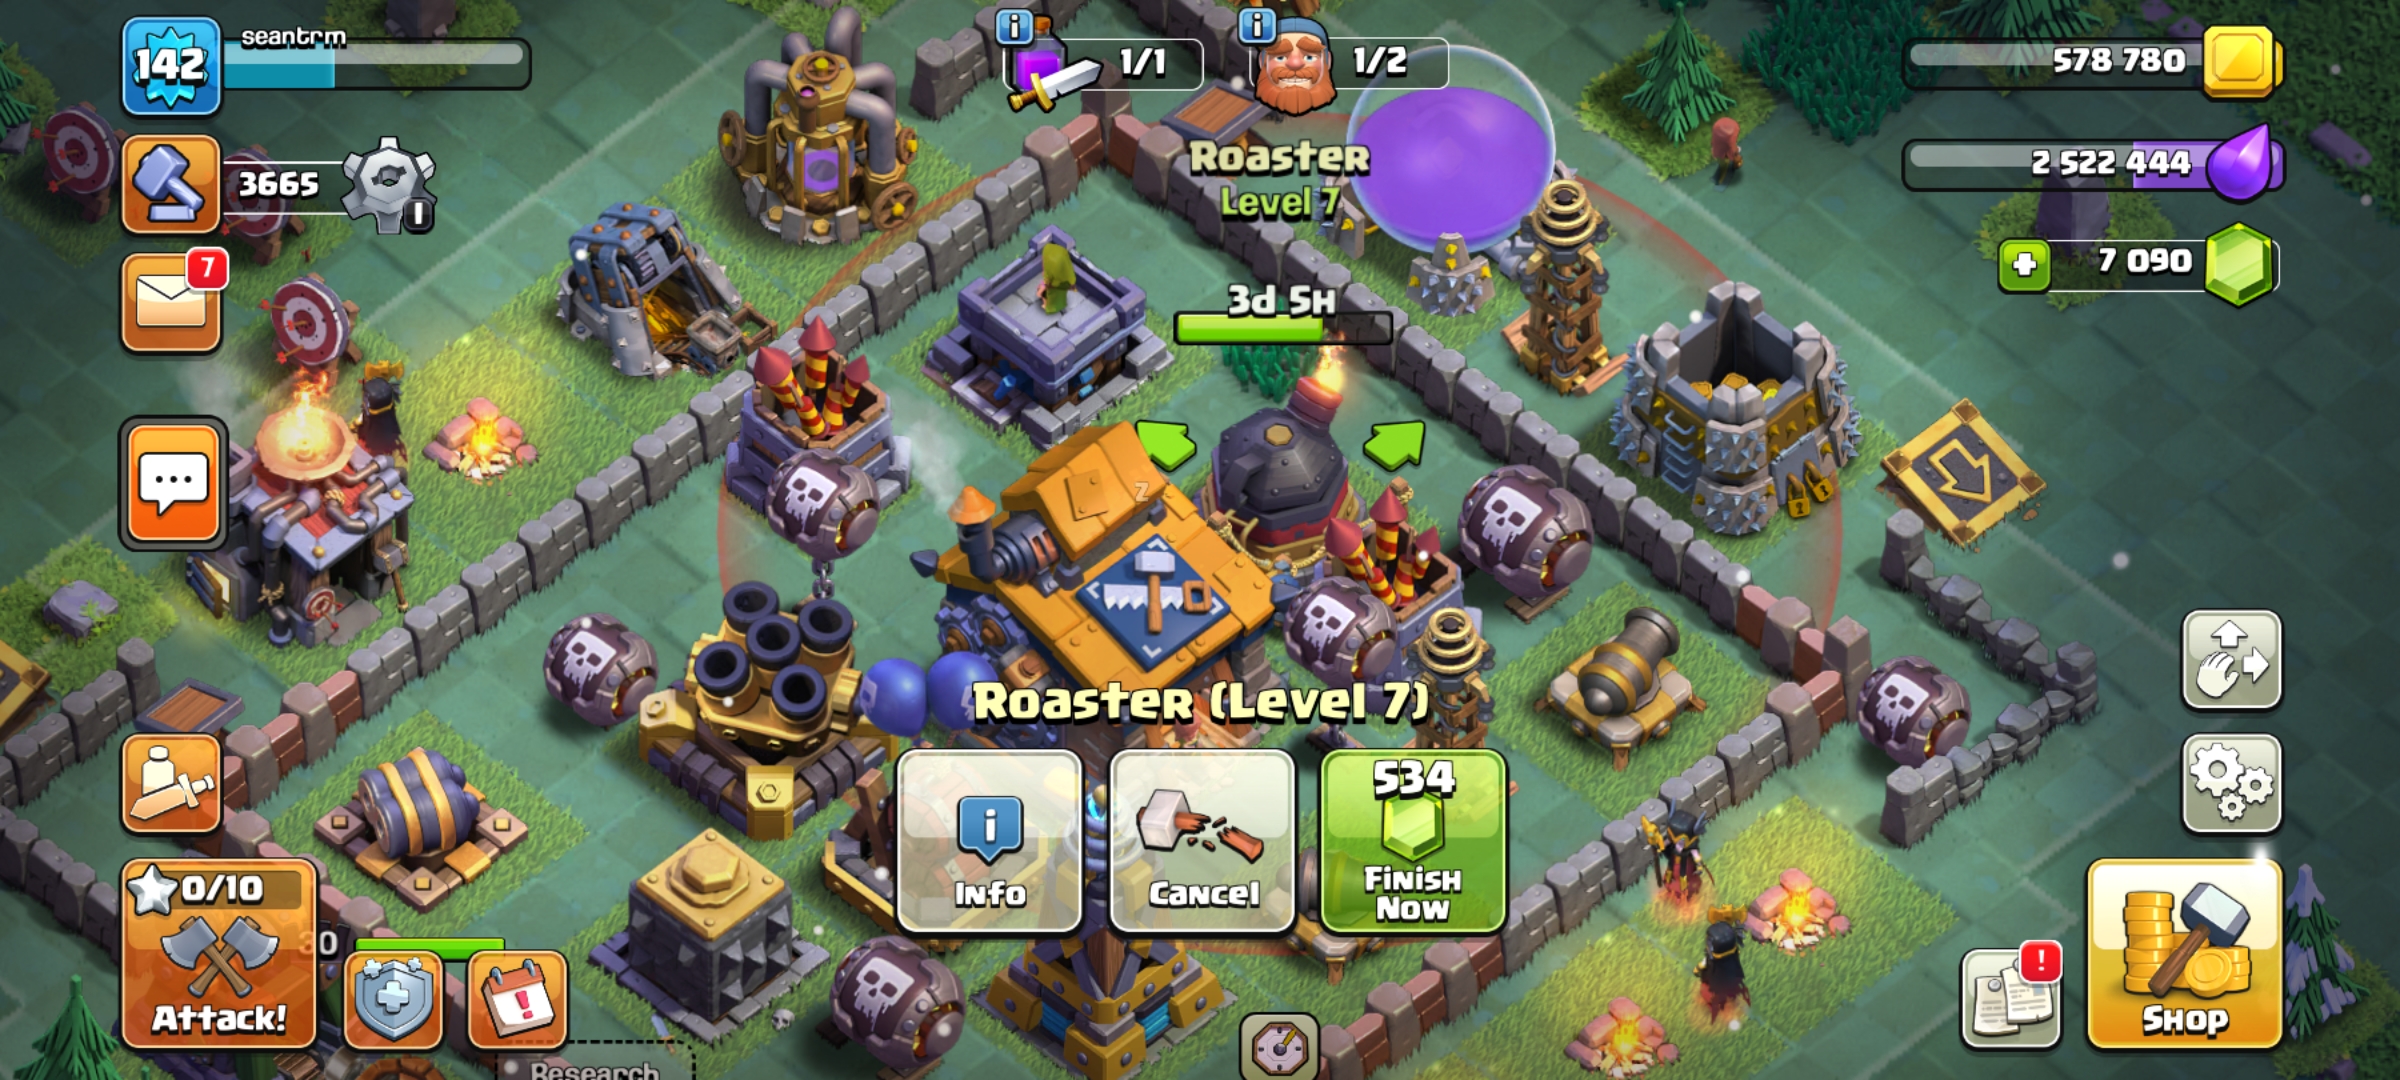 142
seantrm
1/1
1/2
578 780
3665
I
2 522 444
7
7 090
Roaster
Level 7
3d 5H
Z
Roaster (Level 7)
Info
Cancel
534
Finish
Now
0/10
30
Attack!
!
!
Shop
Research